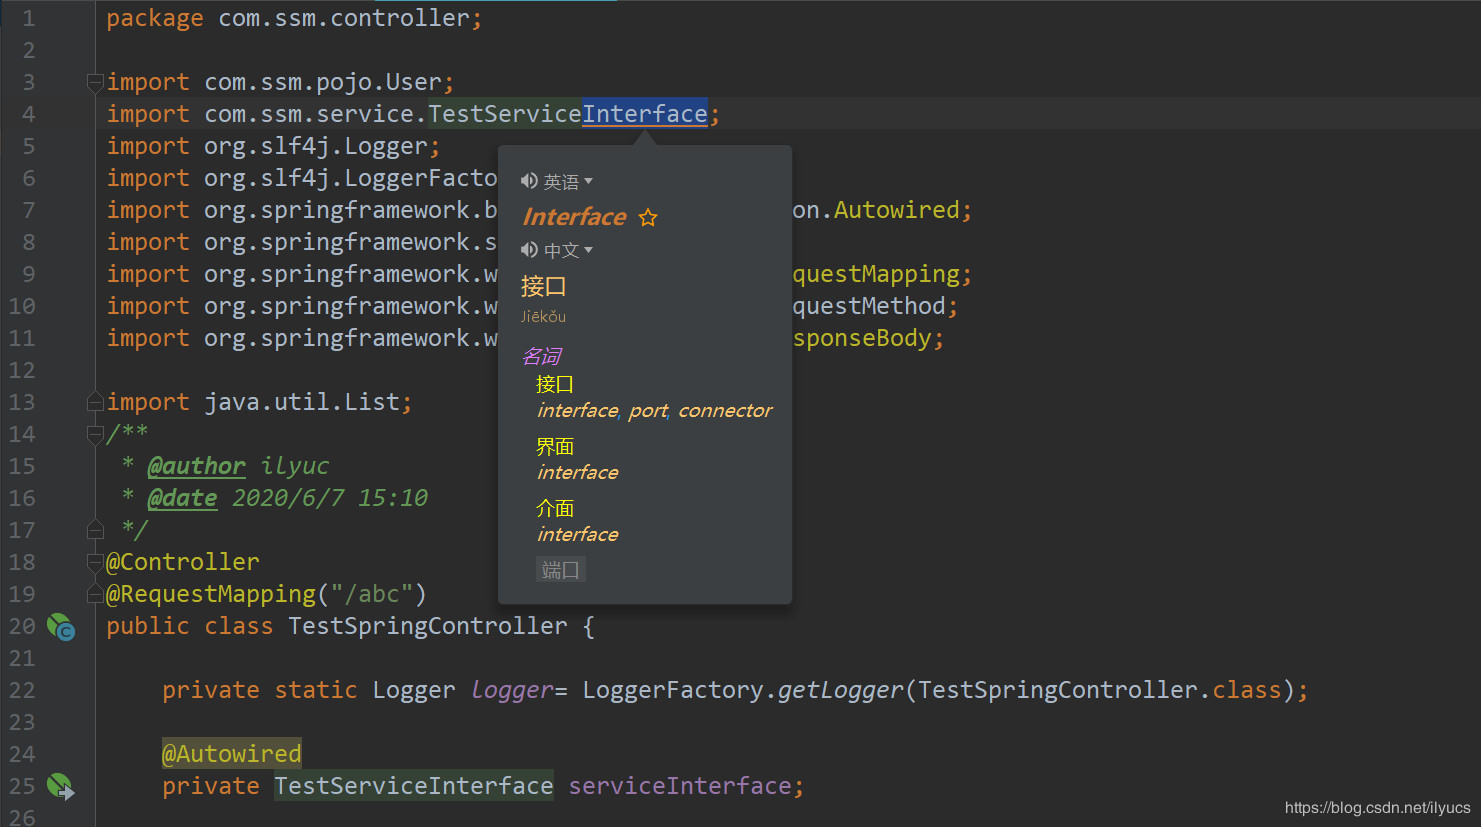 1 package com.ssm.controller;
2
3 import com.ssm.pojo.User;
4 import com.ssm.service.TestServiceInterface;
5 import org.slf4j.Logger;
6 import org.slf4j.LoggerFacto
7 import org.springframework.b on.Autowired;
8 import org.springframework.s
9 import org.springframework.w questMapping;
10 import org.springframework.w questMethod;
11 import org.springframework.w sponseBody;
12
13 import java.util.List;
14 /**
15 * @author ilyuc
16 * @date 2020/6/7 15:10
17 */
18 @Controller
19 @RequestMapping("/abc")
20 public class TestSpringController {
21
22 private static Logger logger= LoggerFactory.getLogger(TestSpringController.class);
23
24 @Autowired
25 private TestServiceInterface serviceInterface;
26
英语
Interface
中文
接口
Jiēkǒu
名词
接口
interface, port, connector
界面
interface
介面
interface
端口
https://blog.csdn.net/ilyucs